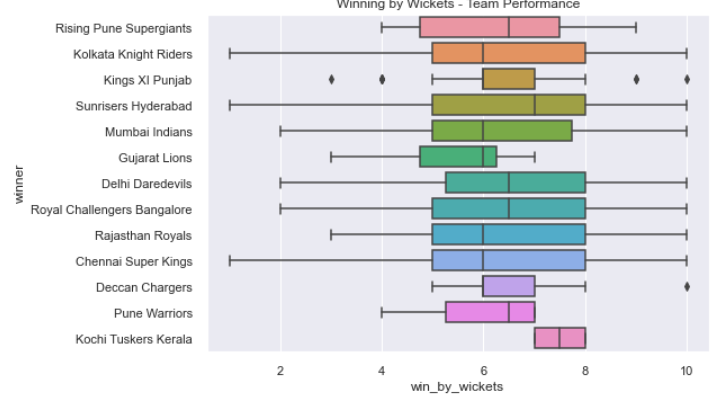 Winning by Wickets - Team Performance
Rising Pune Supergiants
Kolkata Knight Riders
Kings XI Punjab
Sunrisers Hyderabad
Mumbai Indians
Gujarat Lions
Delhi Daredevils
Royal Challengers Bangalore
Rajasthan Royals
Chennai Super Kings
Deccan Chargers
Pune Warriors
Kochi Tuskers Kerala
winner
2 4 6 8 10
win_by_wickets